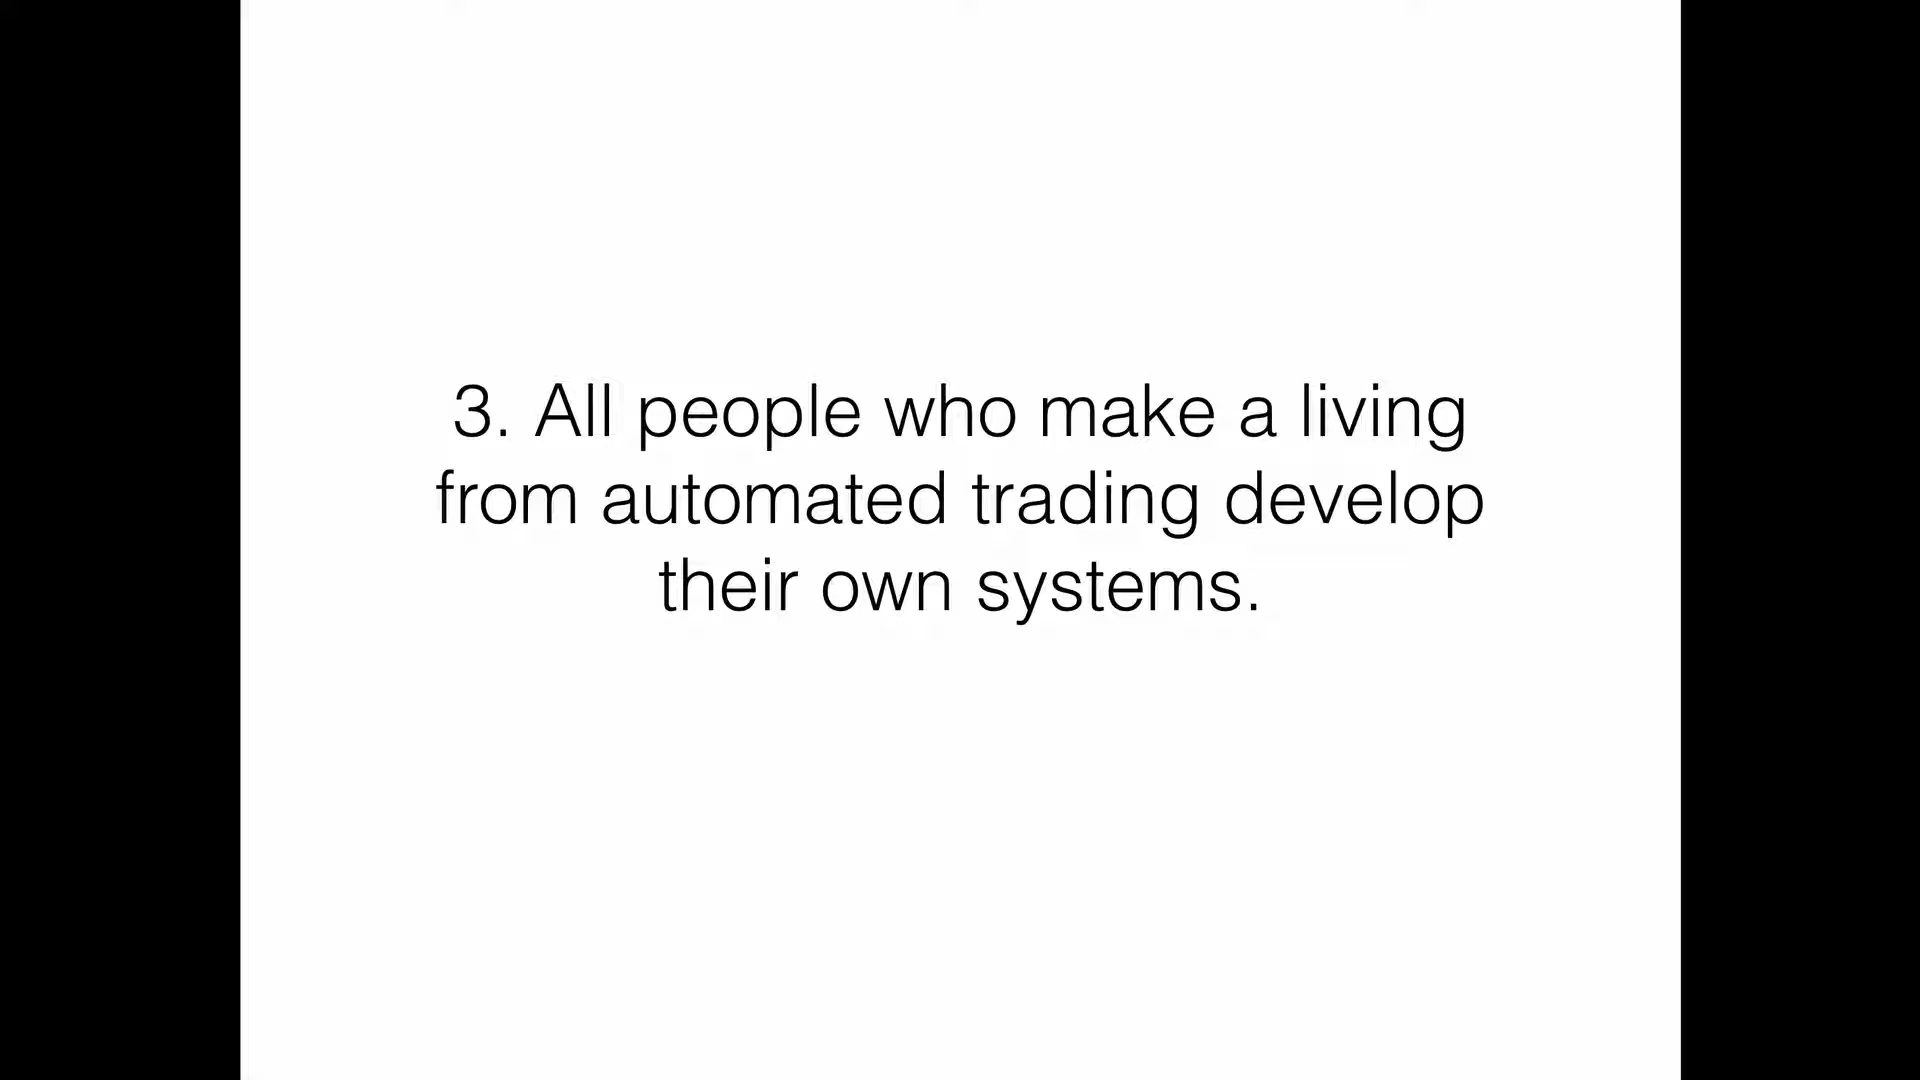 3. All people who make a living
from automated trading develop
their own systems.